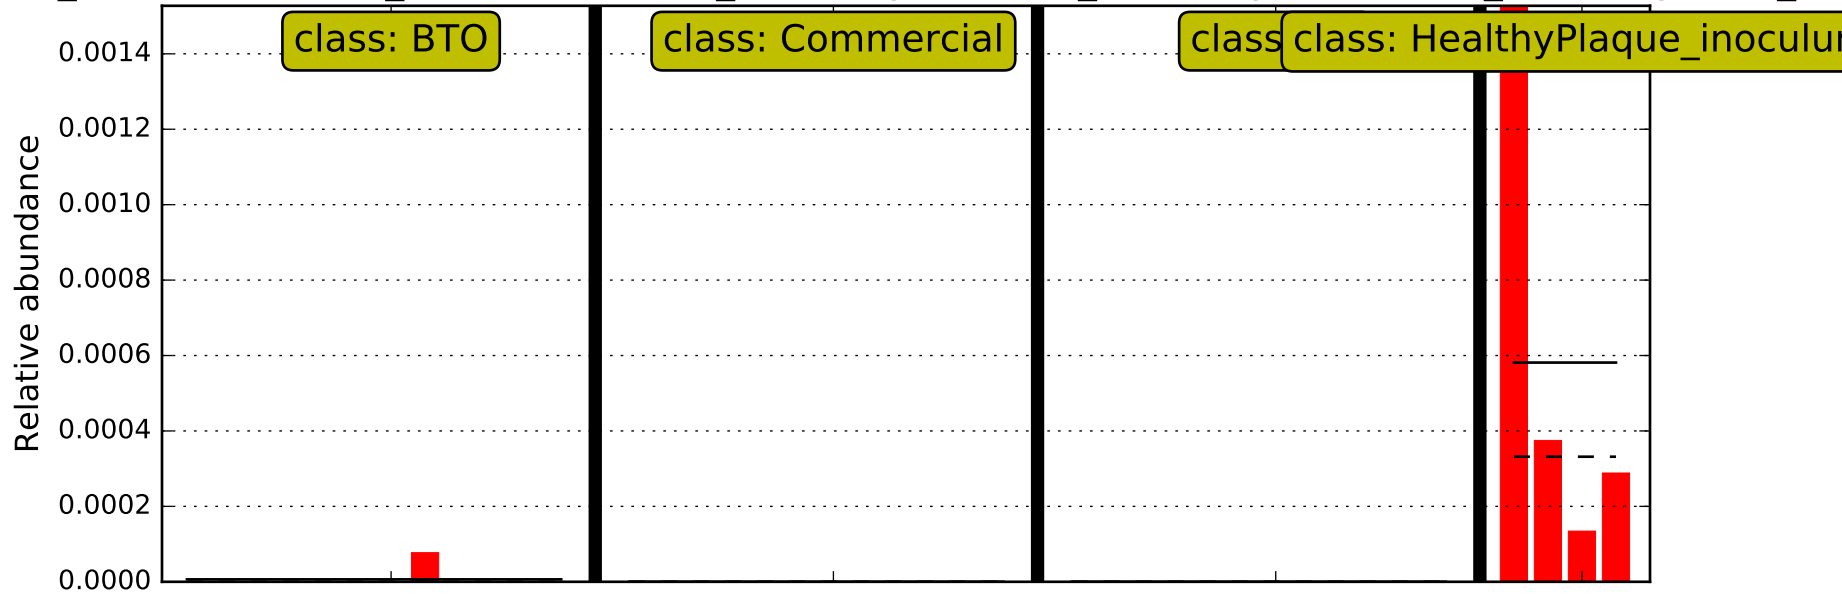 class: BTO
class: Commercial
class
class: HealthyPlaque_inoculu
Relative abundance
0.0014
0.0012
0.0010
0.0008
0.0006
0.0004
0.0002
0.0000